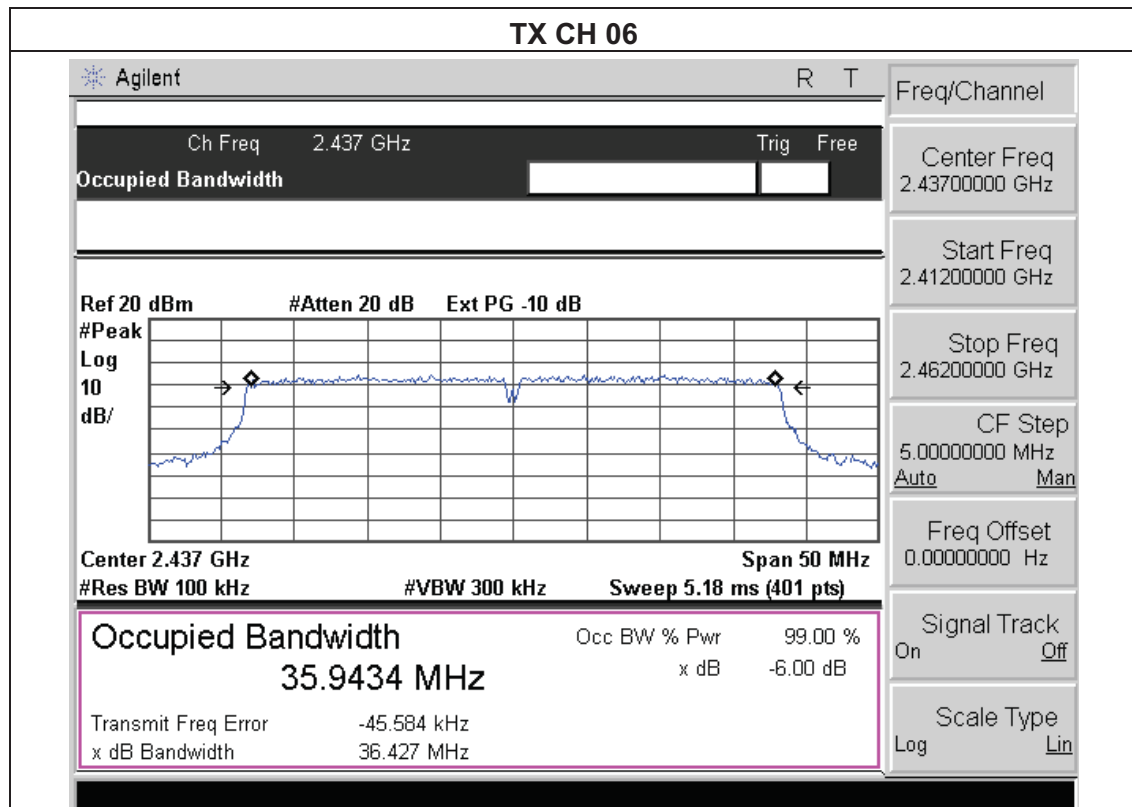 TX CH 06
Agilent R T
Ch Freq 2.437 GHz Trig Free
Occupied Bandwidth
Ref 20 dBm #Atten 20 dB Ext PG -10 dB
#Peak
Log
10
dB/
Center 2.437 GHz Span 50 MHz
#Res BW 100 kHz #VBW 300 kHz Sweep 5.18 ms (401 pts)
Occupied Bandwidth Occ BW % Pwr 99.00 %
35.9434 MHz x dB -6.00 dB
Transmit Freq Error -45.584 kHz
x dB Bandwidth 36.427 MHz
Freq/Channel
Center Freq
2.43700000 GHz
Start Freq
2.41200000 GHz
Stop Freq
2.46200000 GHz
CF Step
5.00000000 MHz
Auto Man
Freq Offset
0.00000000 Hz
Signal Track
On Off
Scale Type
Log Lin